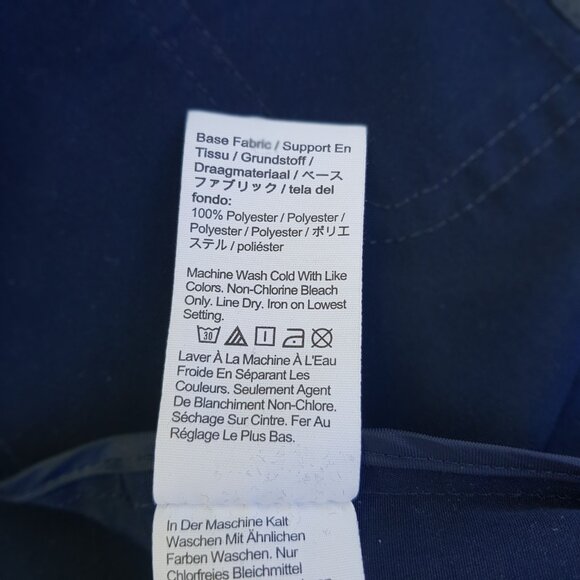 Base Fabric / Support En
Tissu / Grundstoff /
Draagmateriaal / ベース
ファブリック / tela del
fondo:
100% Polyester / Polyester /
Polyester / Polyester / ポリエ
ステル / poliéster
Machine Wash Cold With Like
Colors. Non-Chlorine Bleach
Only. Line Dry. Iron on Lowest
Setting.
30
Laver À La Machine À L'Eau
Froide En Séparant Les
Couleurs. Seulement Agent
De Blanchiment Non-Chlore.
Séchage Sur Cintre. Fer Au
Réglage Le Plus Bas.
In Der Maschine Kalt
Waschen Mit Ähnlichen
Farben Waschen. Nur
Chlorfreies Bleichmittel